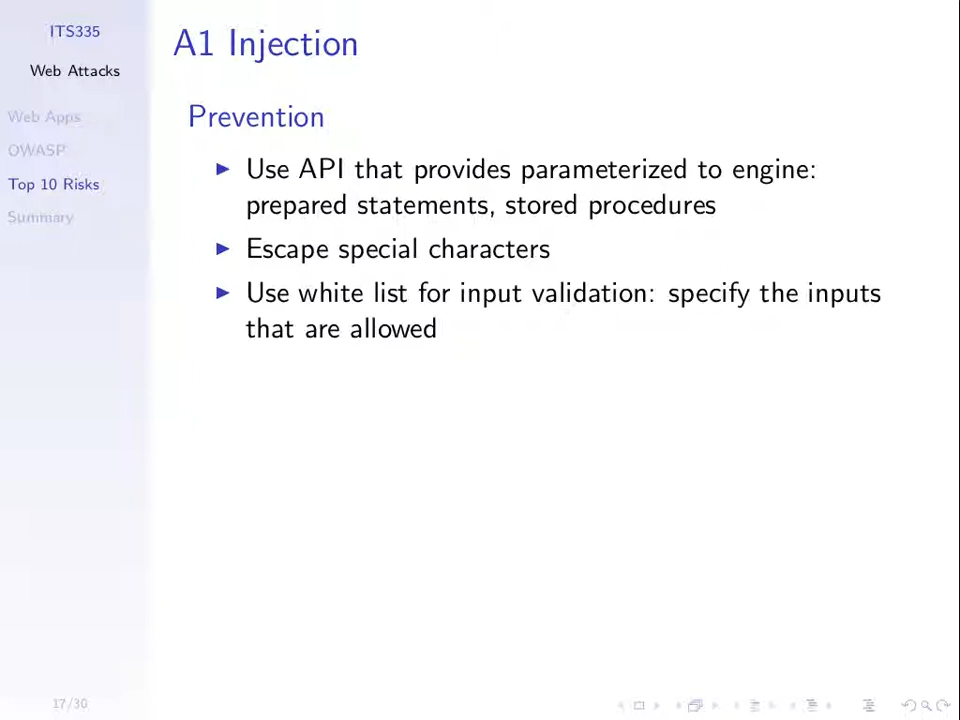 ITS335
Web Attacks
Web Apps
OWASP
Top 10 Risks
Summary
A1 Injection
Prevention
Use API that provides parameterized to engine:
prepared statements, stored procedures
Escape special characters
Use white list for input validation: specify the inputs
that are allowed
17/30